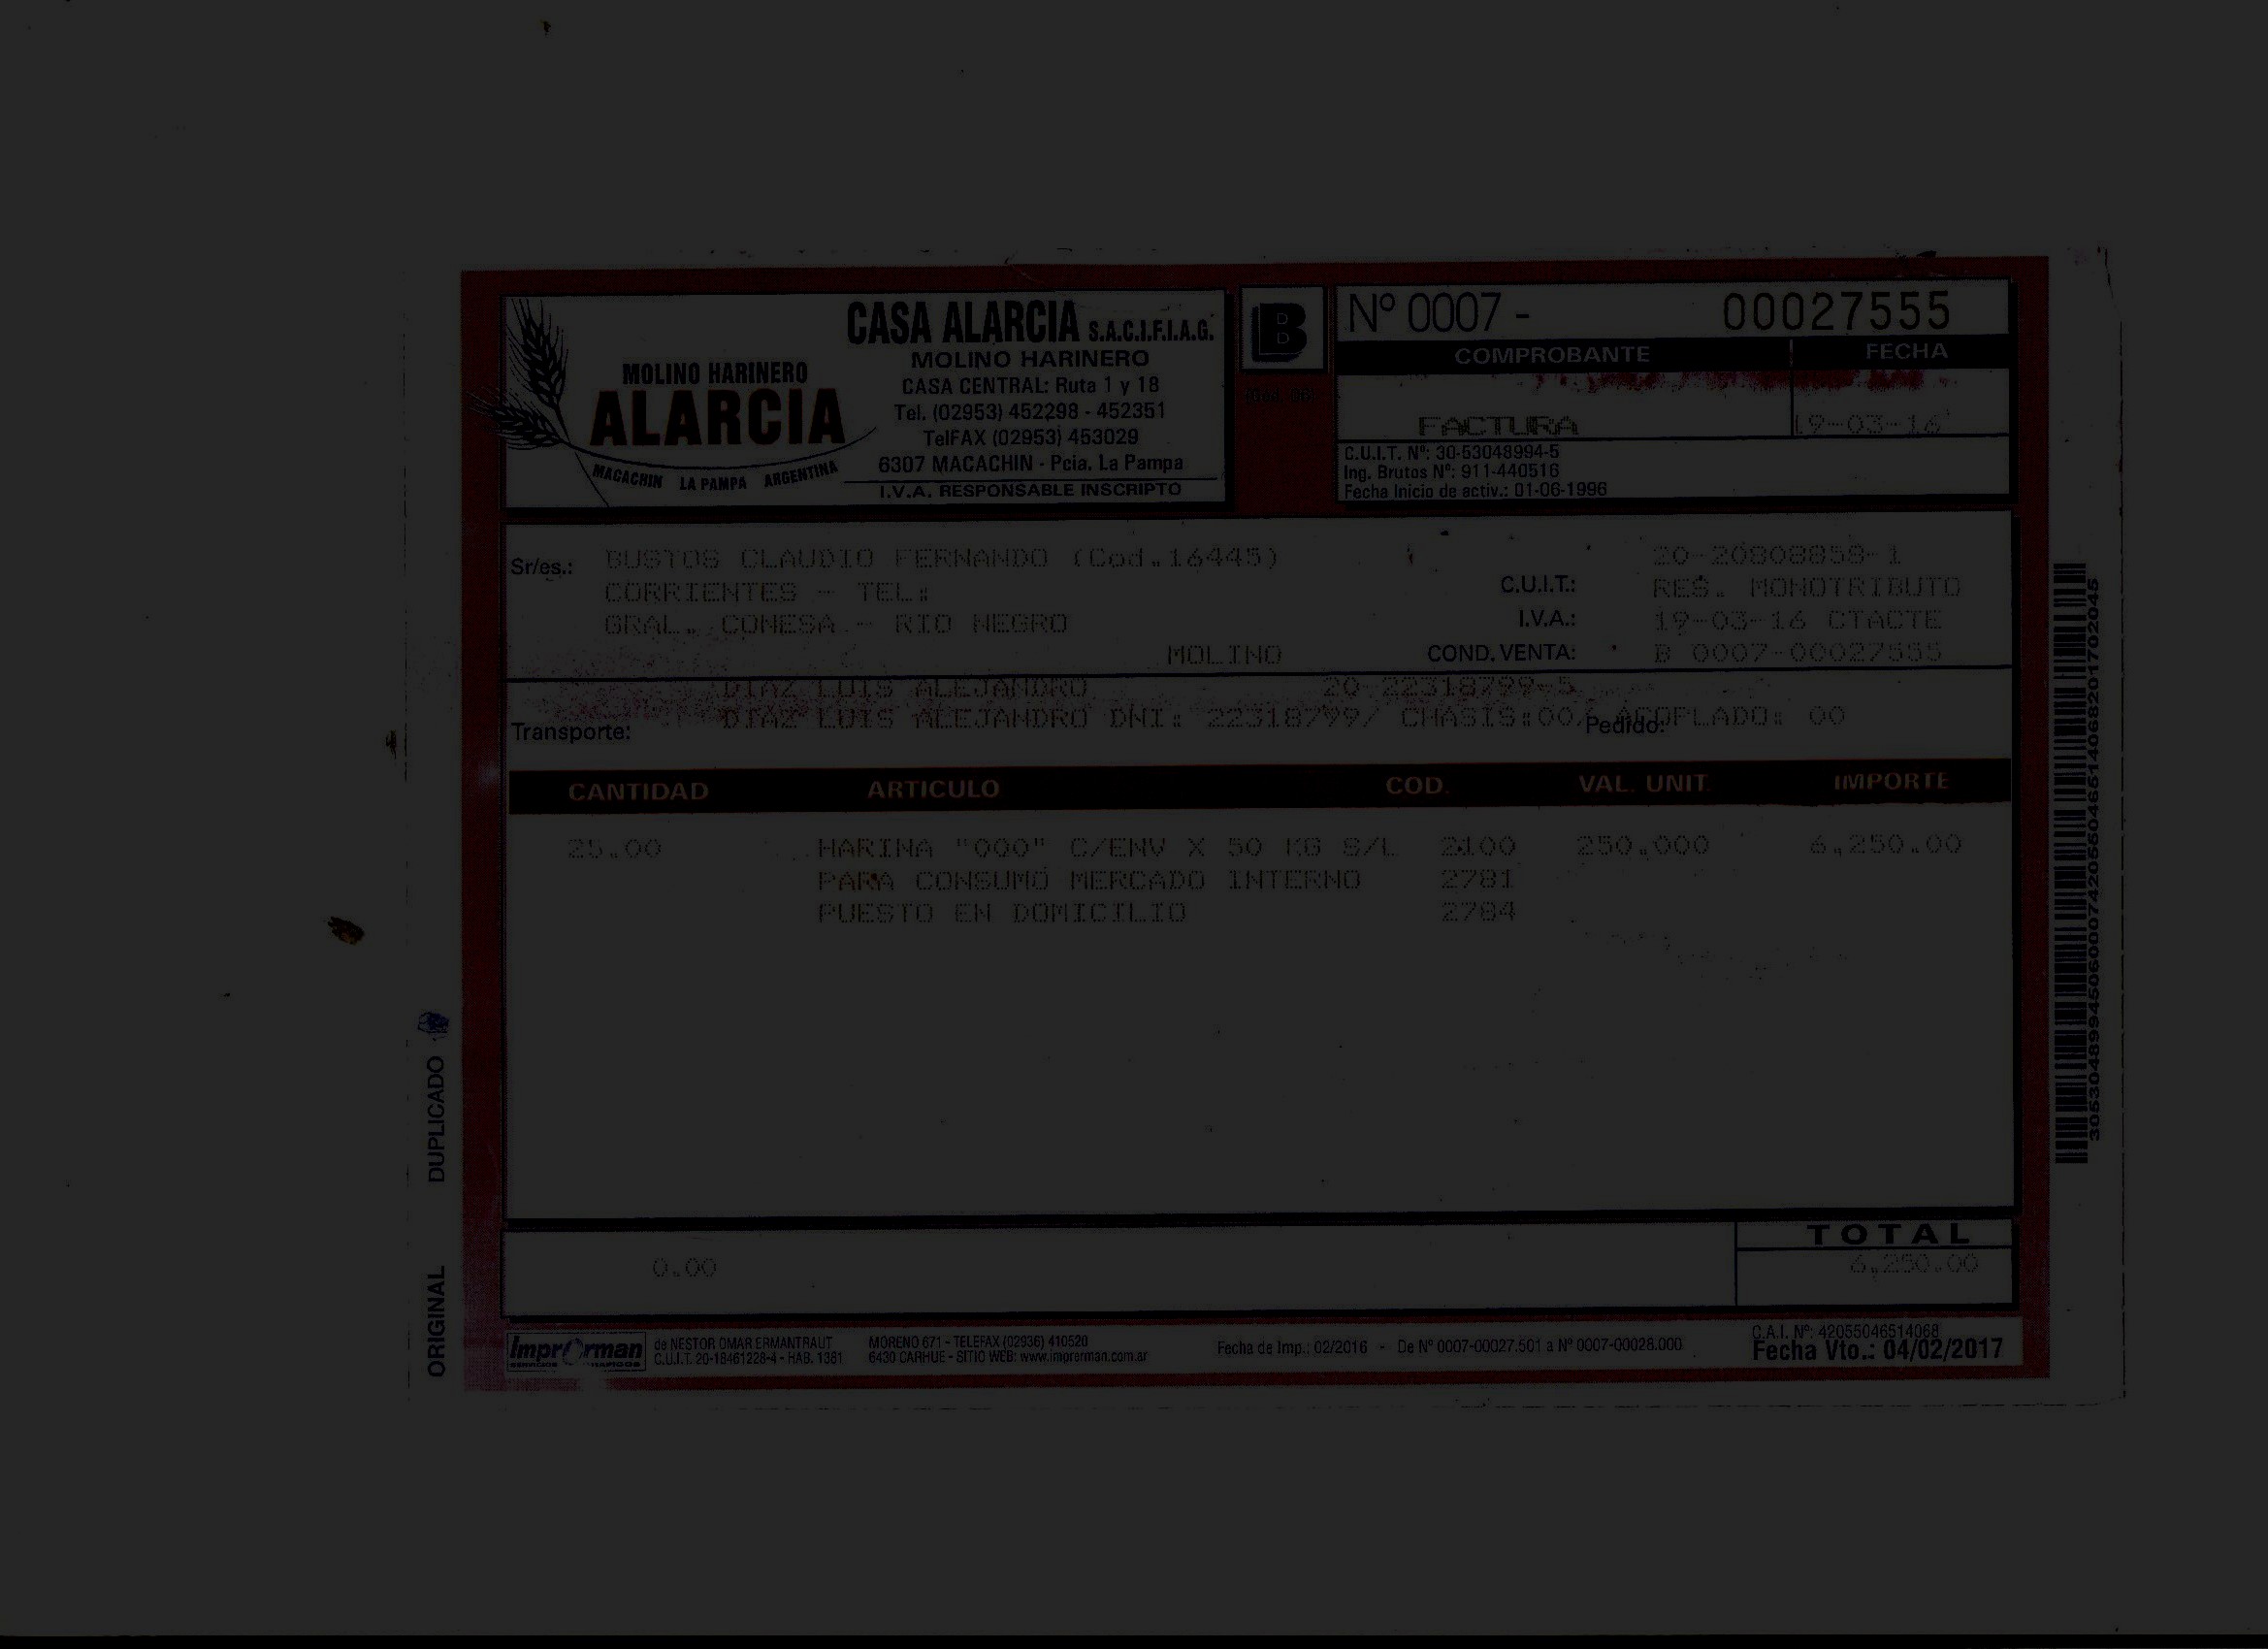 CASA ALARCIA S.A.C.I.F.I.A.G.
MOLINO HARINERO
CASA CENTRAL: Ruta 1 y 18
Tel. (02953) 452298 - 452351
TelFAX (02953) 453029
6307 MACACHIN - Pcia. La Pampa
I.V.A. RESPONSABLE INSCRIPTO
MOLINO HARINERO
ALARCIA
MACACHIN LA PAMPA ARGENTINA
B
Nº 0007 - 00027555
COMPROBANTE FECHA
FACTURA 19-03-16
C.U.I.T. Nº: 30-53048994-5
Ing. Brutos Nº: 911-440516
Fecha Inicio de activ.: 01-06-1996
Sr/es.: BUSTOS CLAUDIO FERNANDO (Cod.16445)
CORRIENTES - TEL:
GRAL. CONESA - RIO NEGRO
MOLINO
20-20808858-1
C.U.I.T.: RES. MONOTRIBUTO
I.V.A.: 19-03-16 CTACTE
COND. VENTA: B 0007-00027555
DIAZ LUIS ALEJANDRO 20-22318799-5
DIAZ LUIS ALEJANDRO DNI: 22318799/ CHASIS:00/ ACOPLADO: 00
Transporte: Pedido:
CANTIDAD ARTICULO COD. VAL. UNIT. IMPORTE
25.00 HARINA "000" C/ENV X 50 KG S/L 2100 250.000 6,250.00
PARA CONSUMO MERCADO INTERNO 2781
PUESTO EN DOMICILIO 2784
TOTAL
0.00 6,250.00
Imprerman de NESTOR OMAR ERMANTRAUT
C.U.I.T. 20-18461228-4 - HAB. 1381
MORENO 671 - TELEFAX (02936) 410520
6430 CARHUE - SITIO WEB: www.imprerman.com.ar
Fecha de Imp.: 02/2016 - De Nº 0007-00027.501 a Nº 0007-00028.000
C.A.I. Nº: 42055046514068
Fecha Vto.: 04/02/2017
ORIGINAL DUPLICADO
3053048994506000742055046514068201702045